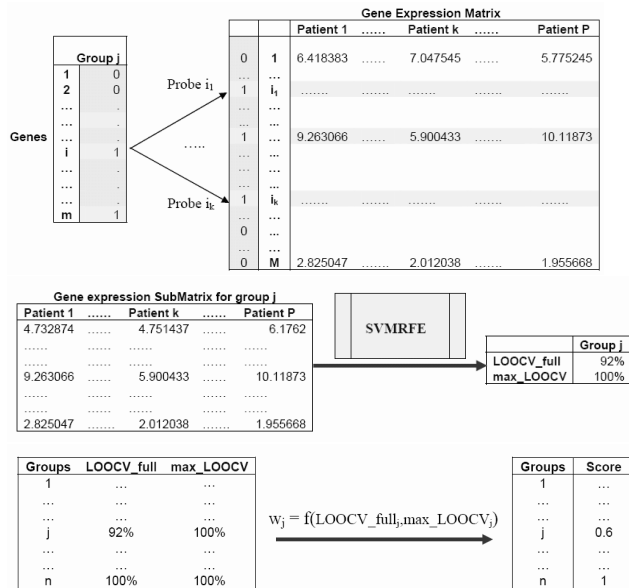 Gene Expression Matrix
Patient 1 ...... Patient k ...... Patient P
Group j
0 1 6.418383 ...... 7.047545 ...... 5.775245
1 0
... ...
2 0
Probe i1
1 i1 ....... ....... ....... ....... .......
... .
... ...
... .
... ...
Genes
... .
.....
1 ... 9.263066 ....... 5.900433 ....... 10.11873
i 1
... ...
... .
... ...
... .
... ...
... .
Probe ik
1 ik ....... ....... ....... ....... .......
m 1
... ...
0 ...
... ...
0 M 2.825047 ....... 2.012038 ....... 1.955668
Gene expression SubMatrix for group j
Patient 1 ...... Patient k ...... Patient P
4.732874 ...... 4.751437 ...... 6.1762
...... ...... ...... ...... ......
...... ...... ...... ...... ......
9.263066 ...... 5.900433 ...... 10.11873
...... ...... ...... ...... ......
...... ...... ...... ...... ......
2.825047 ....... 2.012038 ....... 1.955668
SVMRFE
Group j
LOOCV_full 92%
max_LOOCV 100%
Groups LOOCV_full max_LOOCV
1 ... ...
... ... ...
... ... ...
j 92% 100%
... ... ...
... ... ...
n 100% 100%
wj = f(LOOCV_fullj,max_LOOCVj)
Groups Score
1 ...
... ...
... ...
j 0.6
... ...
... ...
n 1